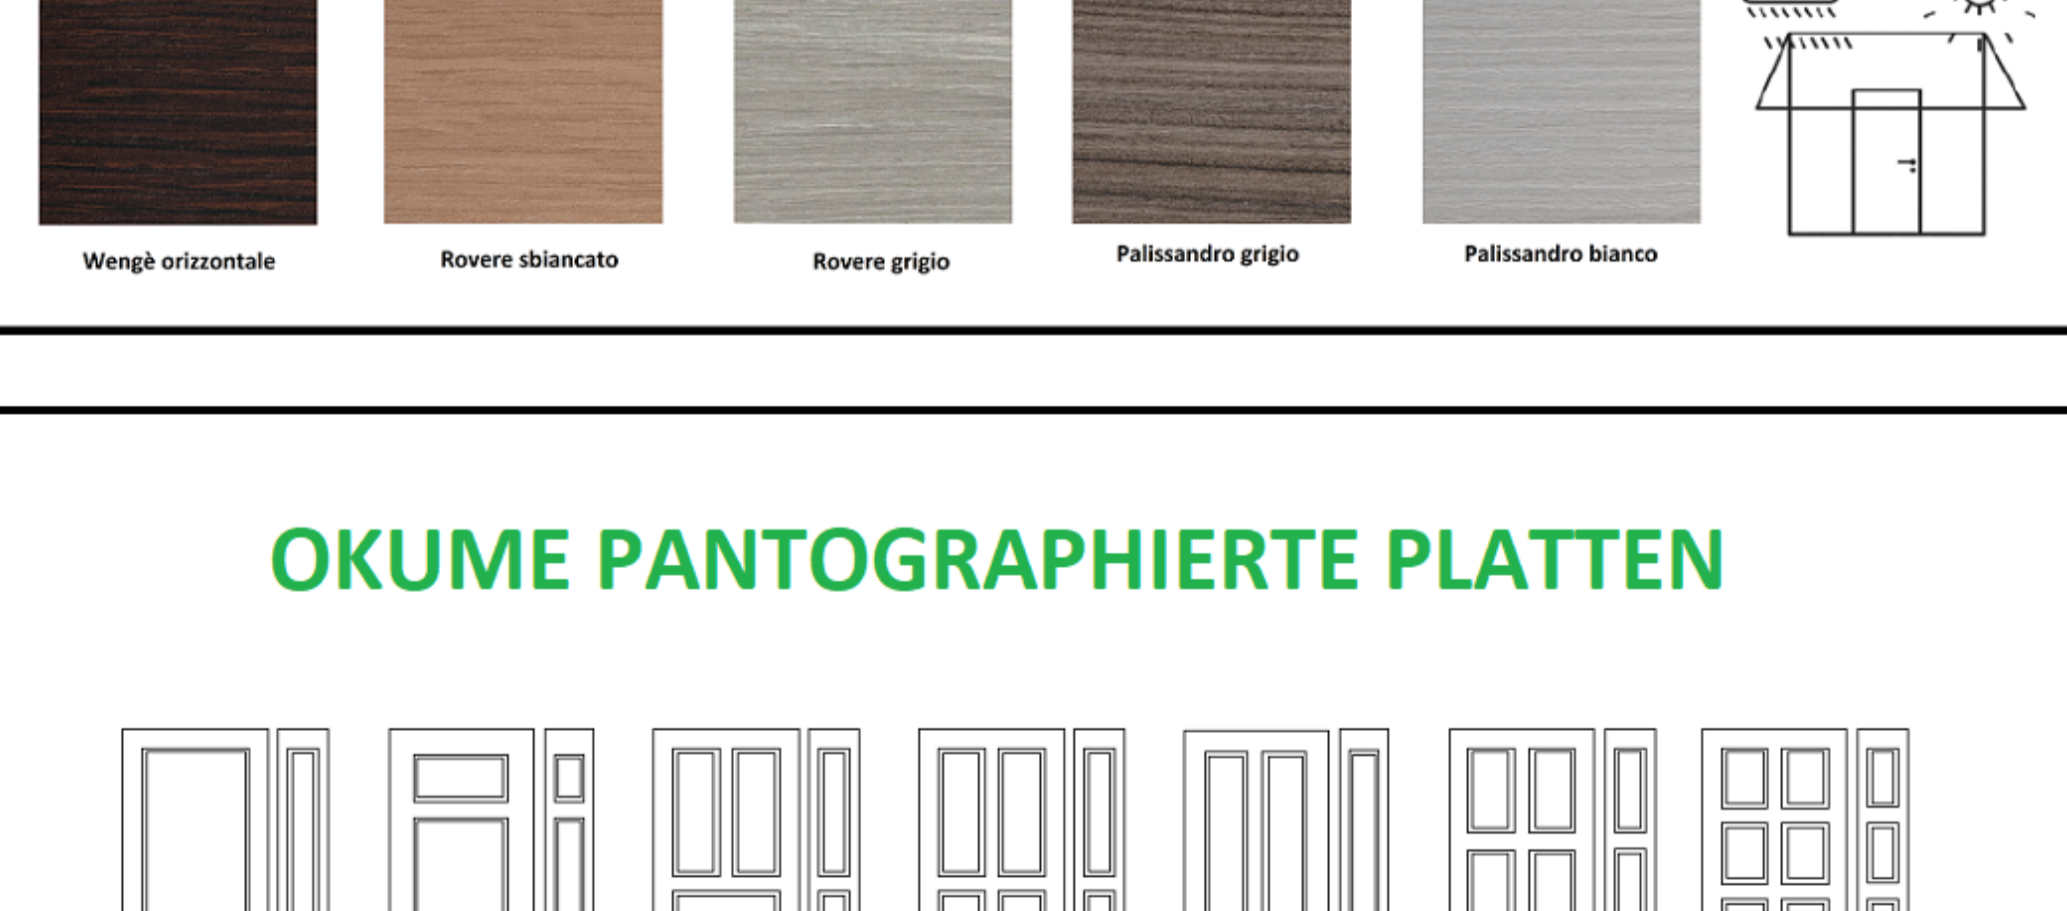 Wengè orizzontale
Rovere sbiancato
Rovere grigio
Palissandro grigio
Palissandro bianco
OKUME PANTOGRAPHIERTE PLATTEN